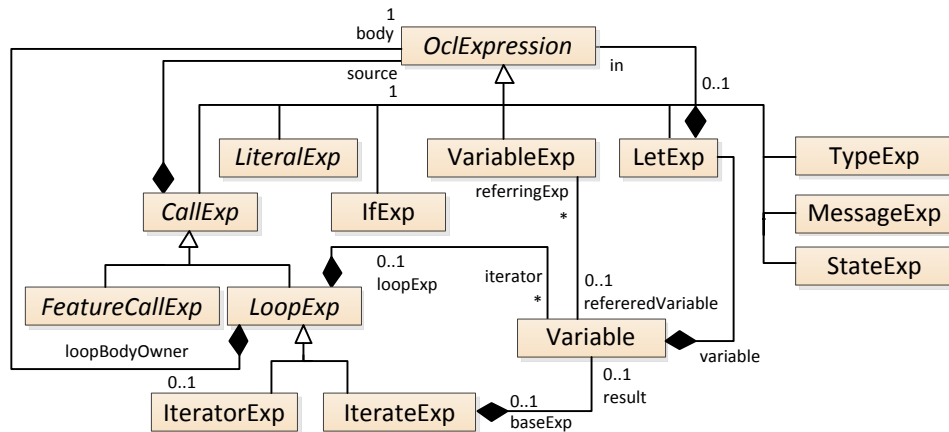 1
body
OclExpression
source
in
1
0..1
LiteralExp
VariableExp
LetExp
TypeExp
referringExp
CallExp
IfExp
*
MessageExp
0..1
loopExp
iterator
StateExp
FeatureCallExp
LoopExp
*
0..1
refereredVariable
loopBodyOwner
Variable
variable
0..1
0..1
result
IteratorExp
IterateExp
0..1
baseExp